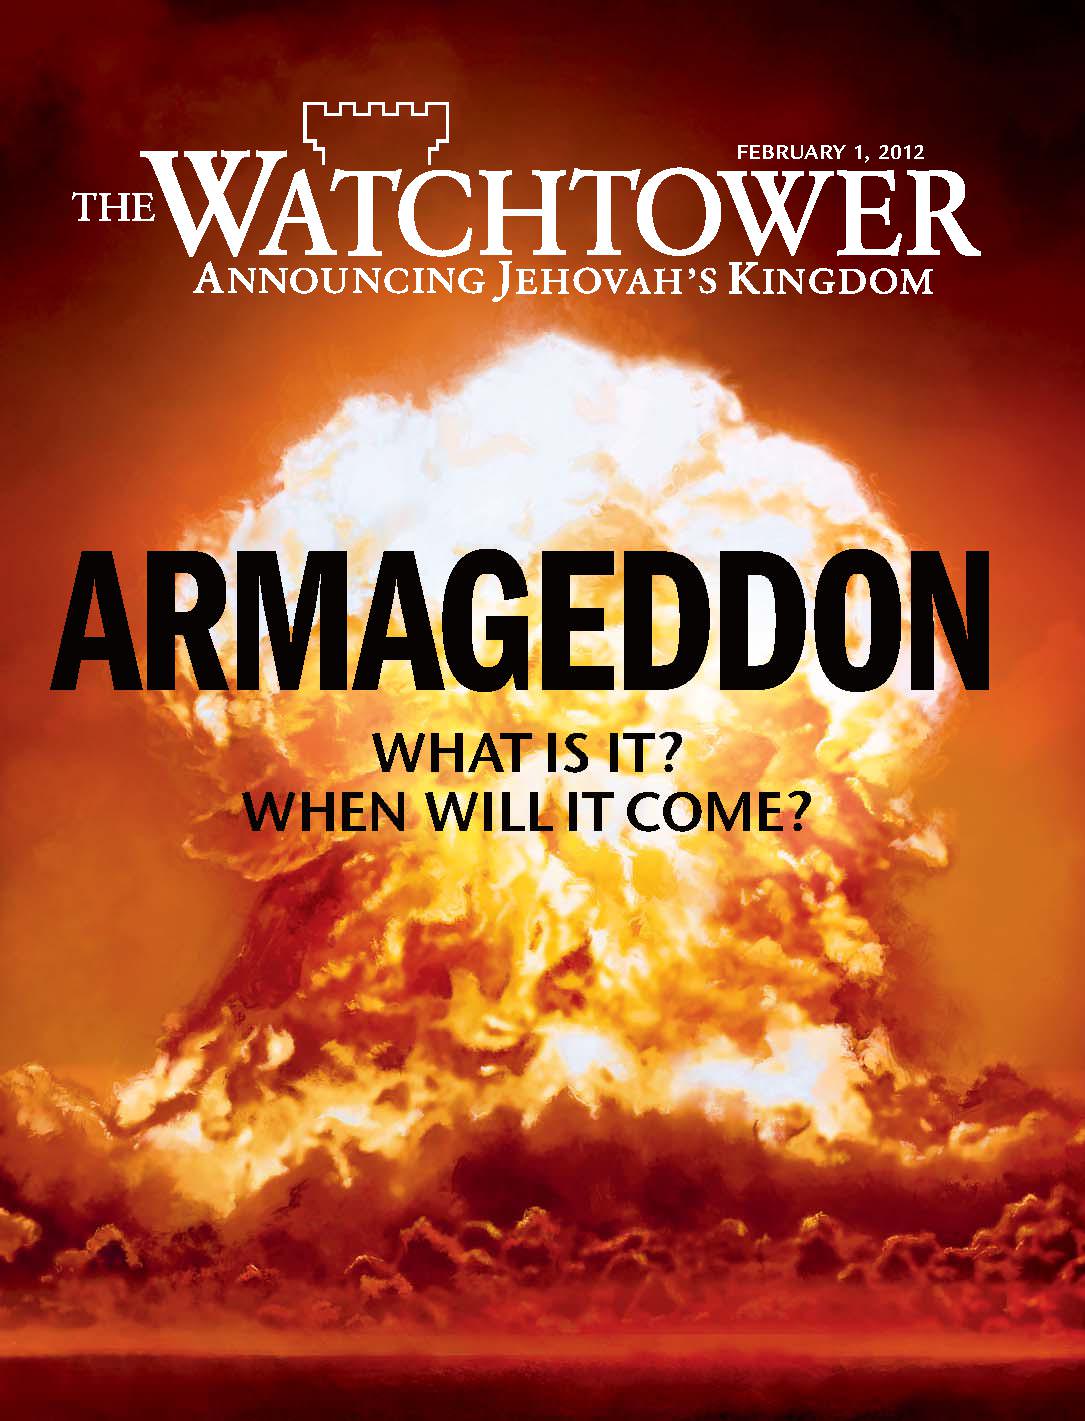 FEBRUARY 1, 2012
THE WATCHTOWER
ANNOUNCING JEHOVAH'S KINGDOM
ARMAGEDDON
WHAT IS IT?
WHEN WILL IT COME?